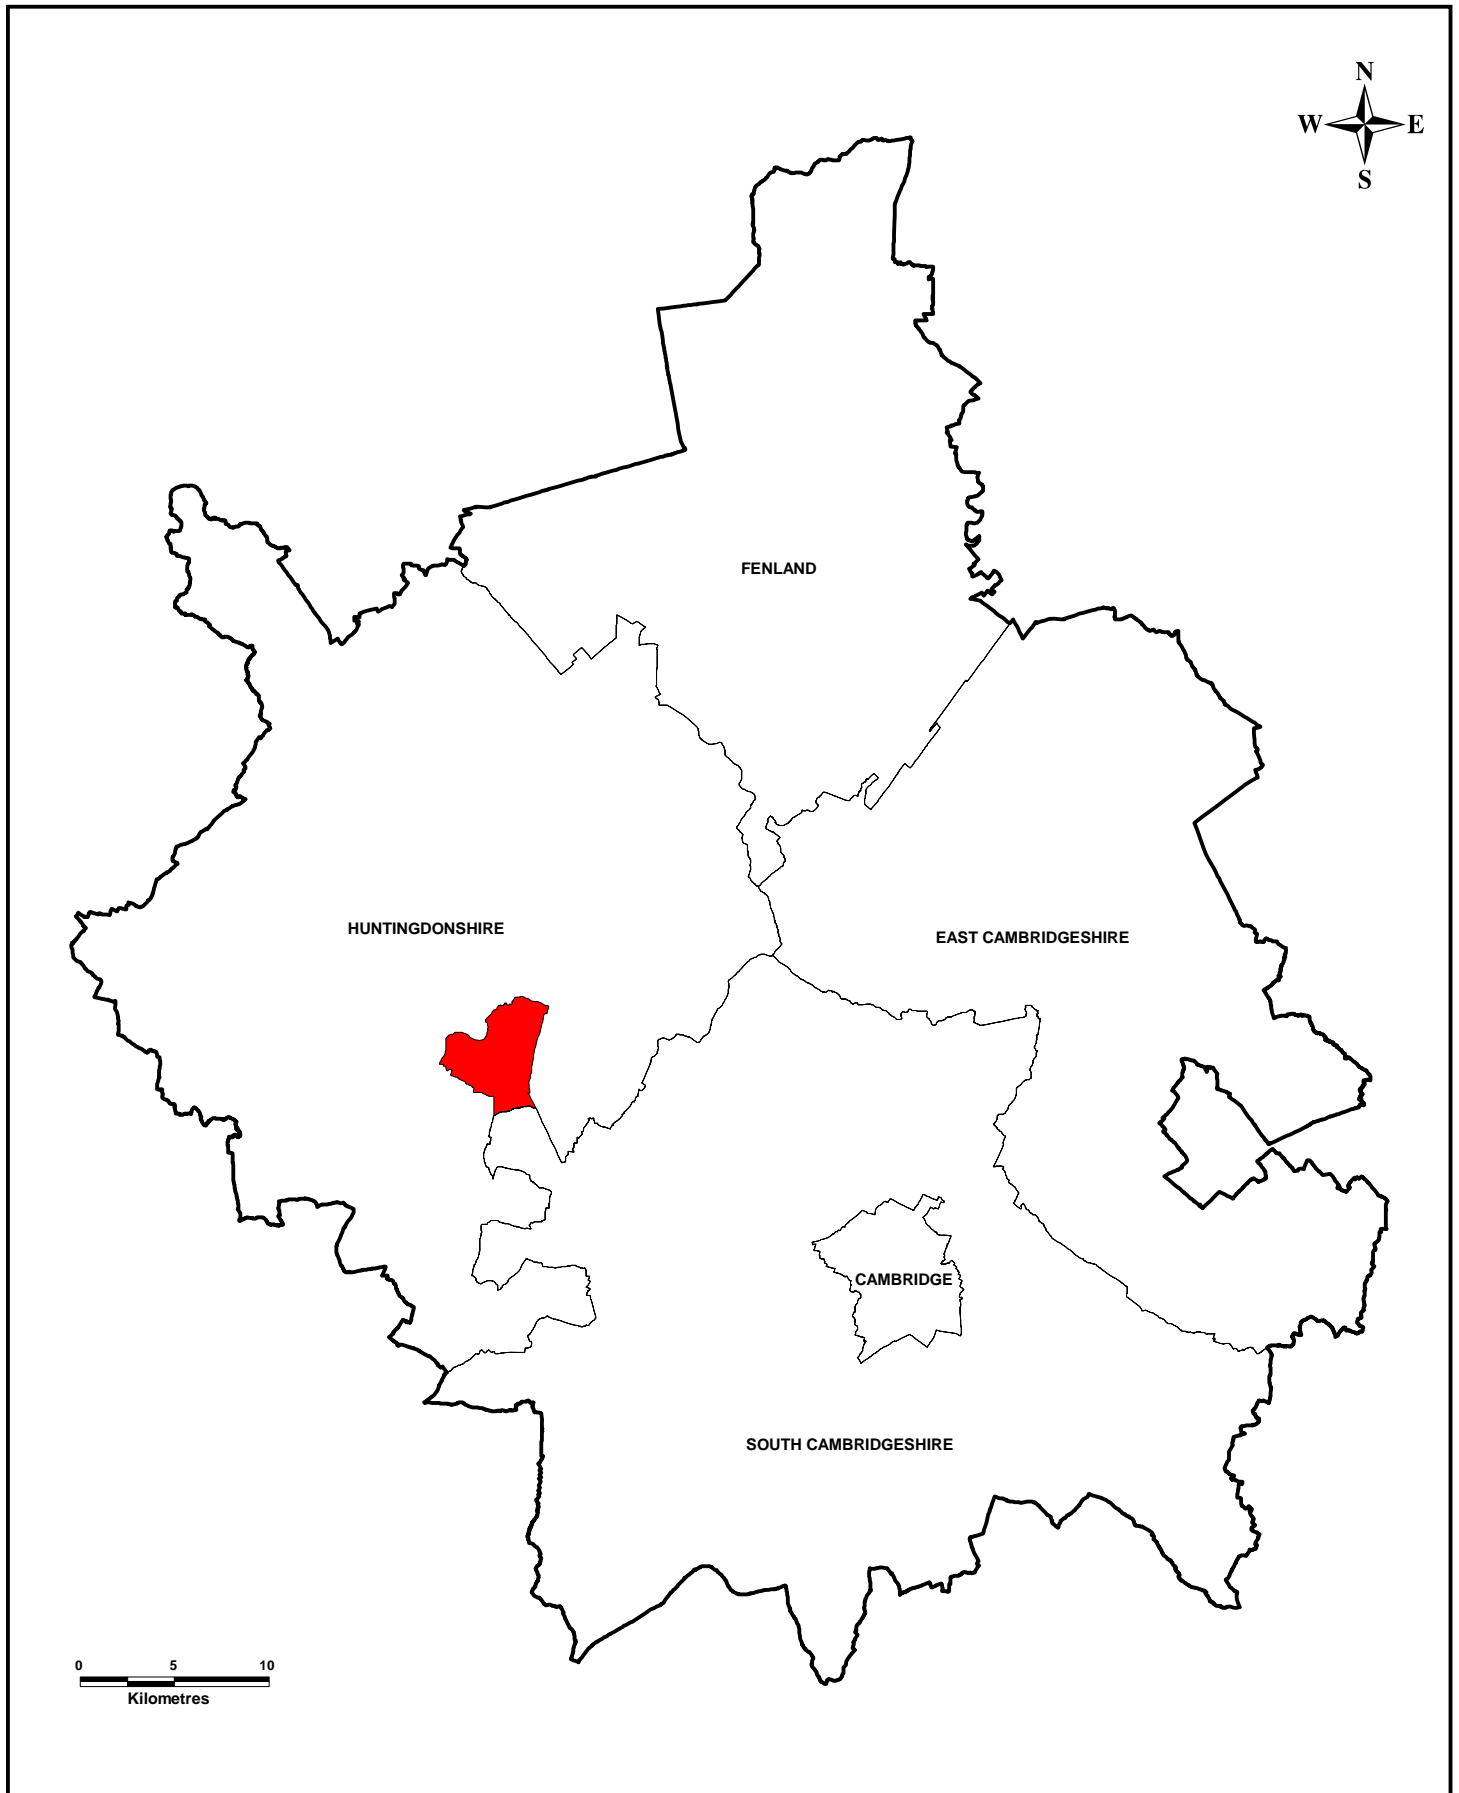 N
W E
S
FENLAND
HUNTINGDONSHIRE
EAST CAMBRIDGESHIRE
CAMBRIDGE
SOUTH CAMBRIDGESHIRE
0 5 10
Kilometres